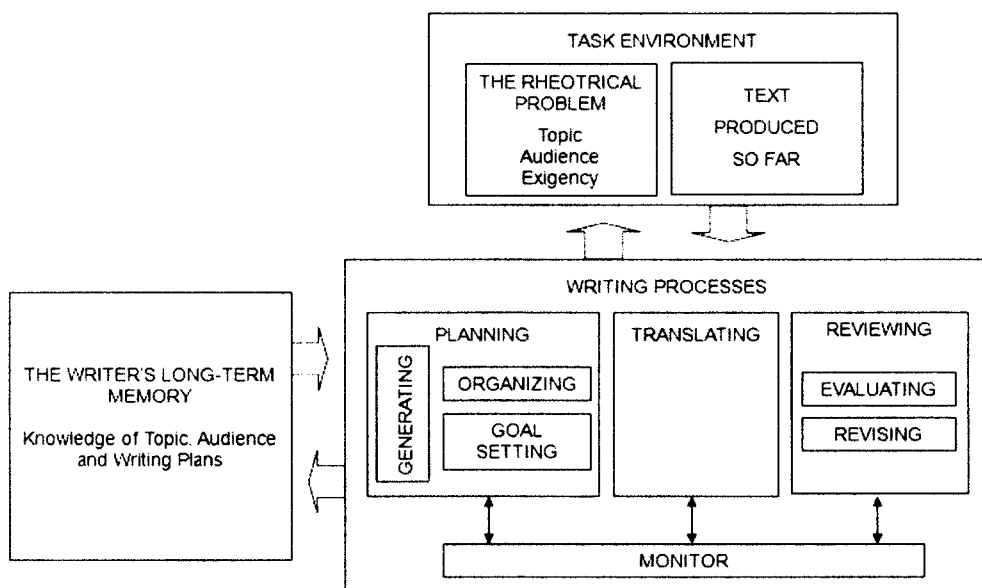 TASK ENVIRONMENT
THE RHEOTRICAL
PROBLEM
Topic
Audience
Exigency
TEXT
PRODUCED
SO FAR
THE WRITER'S LONG-TERM
MEMORY
Knowledge of Topic, Audience
and Writing Plans
WRITING PROCESSES
PLANNING
GENERATING
ORGANIZING
GOAL
SETTING
TRANSLATING
REVIEWING
EVALUATING
REVISING
MONITOR